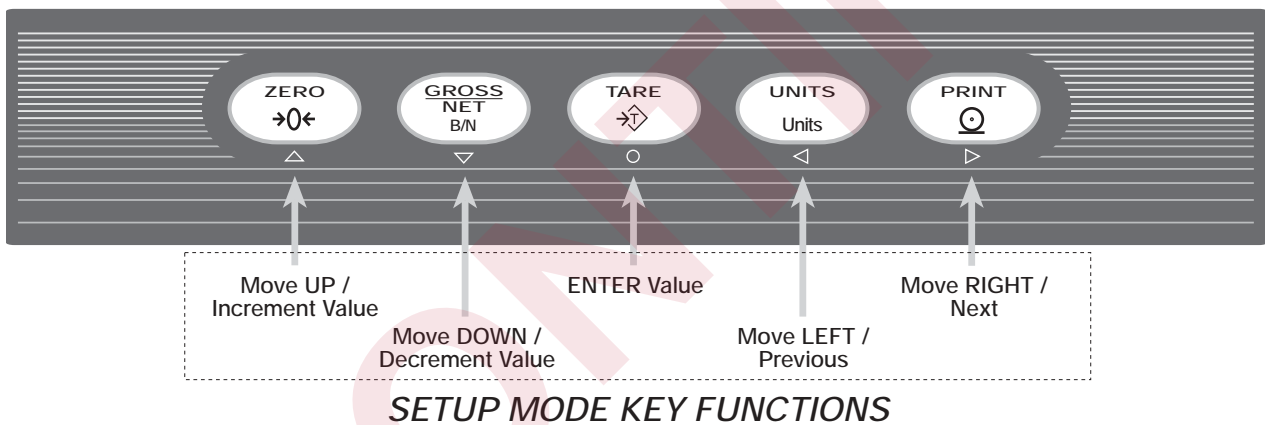 ZERO
→0←
GROSS
NET
B/N
TARE
→T
UNITS
Units
PRINT
Move UP /
Increment Value
Move DOWN /
Decrement Value
ENTER Value
Move LEFT /
Previous
Move RIGHT /
Next
SETUP MODE KEY FUNCTIONS